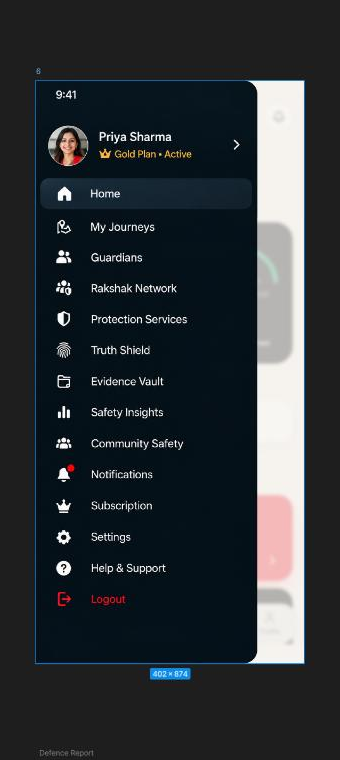 6
9:41
Priya Sharma
Gold Plan • Active
Home
My Journeys
Guardians
Rakshak Network
Protection Services
Truth Shield
Evidence Vault
Safety Insights
Community Safety
Notifications
Subscription
Settings
Help & Support
Logout
402 × 874
Defence Report